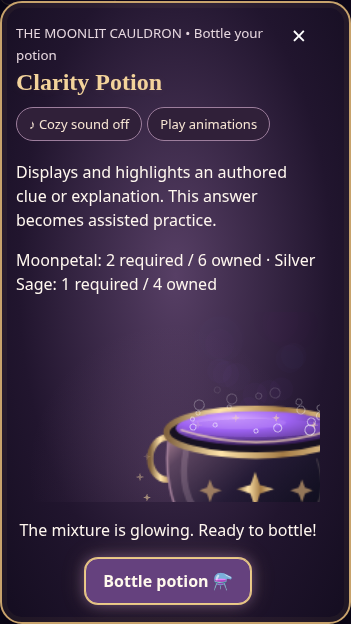 THE MOONLIT CAULDRON • Bottle your
potion
×
Clarity Potion
♪ Cozy sound off
Play animations
Displays and highlights an authored
clue or explanation. This answer
becomes assisted practice.
Moonpetal: 2 required / 6 owned · Silver
Sage: 1 required / 4 owned
The mixture is glowing. Ready to bottle!
Bottle potion ⚗️